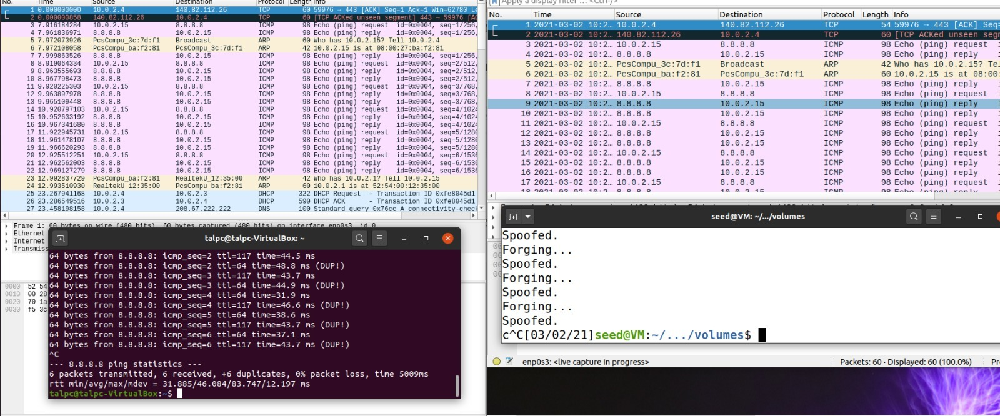 No. Time Source Destination Protocol Length Info
1 0.000000000 10.0.2.4 140.82.112.26 TCP 60 59976 → 443 [ACK] Seq=1 Ack=1 Win=62780 Le
2 0.000000858 140.82.112.26 10.0.2.4 TCP 60 [TCP ACKed unseen segment] 443 → 59976 [AC
3 7.916184284 10.0.2.15 8.8.8.8 ICMP 98 Echo (ping) request id=0x0004, seq=1/256,
4 7.961836971 8.8.8.8 10.0.2.15 ICMP 98 Echo (ping) reply id=0x0004, seq=1/256,
5 7.972073926 PcsCompu_3c:7d:f1 Broadcast ARP 60 Who has 10.0.2.15? Tell 10.0.2.4
6 7.972108058 PcsCompu_ba:f2:81 PcsCompu_3c:7d:f1 ARP 42 10.0.2.15 is at 08:00:27:ba:f2:81
7 7.999863526 8.8.8.8 10.0.2.15 ICMP 98 Echo (ping) reply id=0x0004, seq=1/256,
8 8.919064334 10.0.2.15 8.8.8.8 ICMP 98 Echo (ping) request id=0x0004, seq=2/512,
9 8.963555693 8.8.8.8 10.0.2.15 ICMP 98 Echo (ping) reply id=0x0004, seq=2/512,
10 8.967798473 8.8.8.8 10.0.2.15 ICMP 98 Echo (ping) reply id=0x0004, seq=2/512,
11 9.920225303 10.0.2.15 8.8.8.8 ICMP 98 Echo (ping) request id=0x0004, seq=3/768,
12 9.963897978 8.8.8.8 10.0.2.15 ICMP 98 Echo (ping) reply id=0x0004, seq=3/768,
13 9.965109448 8.8.8.8 10.0.2.15 ICMP 98 Echo (ping) reply id=0x0004, seq=3/768,
14 10.920797103 10.0.2.15 8.8.8.8 ICMP 98 Echo (ping) request id=0x0004, seq=4/1024
15 10.952633192 8.8.8.8 10.0.2.15 ICMP 98 Echo (ping) reply id=0x0004, seq=4/1024
16 10.967341680 8.8.8.8 10.0.2.15 ICMP 98 Echo (ping) reply id=0x0004, seq=4/1024
17 11.922945731 10.0.2.15 8.8.8.8 ICMP 98 Echo (ping) request id=0x0004, seq=5/1280
18 11.961478107 8.8.8.8 10.0.2.15 ICMP 98 Echo (ping) reply id=0x0004, seq=5/1280
19 11.966620293 8.8.8.8 10.0.2.15 ICMP 98 Echo (ping) reply id=0x0004, seq=5/1280
20 12.925512251 10.0.2.15 8.8.8.8 ICMP 98 Echo (ping) request id=0x0004, seq=6/1536
21 12.962562003 8.8.8.8 10.0.2.15 ICMP 98 Echo (ping) reply id=0x0004, seq=6/1536
22 12.969127279 8.8.8.8 10.0.2.15 ICMP 98 Echo (ping) reply id=0x0004, seq=6/1536
23 12.992837729 PcsCompu_ba:f2:81 RealtekU_12:35:00 ARP 42 Who has 10.0.2.1? Tell 10.0.2.15
24 12.993510930 RealtekU_12:35:00 PcsCompu_ba:f2:81 ARP 60 10.0.2.1 is at 52:54:00:12:35:00
25 23.267941168 10.0.2.4 10.0.2.3 DHCP 322 DHCP Request - Transaction ID 0xfe8045d1
26 23.286549516 10.0.2.3 10.0.2.4 DHCP 590 DHCP ACK - Transaction ID 0xfe8045d1
27 23.458198158 10.0.2.4 208.67.222.222 DNS 100 Standard query 0x76cc A connectivity-check
Frame 1: 60 bytes on wire (480 bits), 60 bytes captured (480 bits) on interface enp0s3, id 0
Ethernet
Internet
Transmiss
0000 52 54
0010 00 28
0020 70 1a
0030 f5 3c
talpc@talpc-VirtualBox: ~
64 bytes from 8.8.8.8: icmp_seq=2 ttl=117 time=44.5 ms
64 bytes from 8.8.8.8: icmp_seq=2 ttl=64 time=48.8 ms (DUP!)
64 bytes from 8.8.8.8: icmp_seq=3 ttl=117 time=43.7 ms
64 bytes from 8.8.8.8: icmp_seq=3 ttl=64 time=44.9 ms (DUP!)
64 bytes from 8.8.8.8: icmp_seq=4 ttl=64 time=31.9 ms
64 bytes from 8.8.8.8: icmp_seq=4 ttl=117 time=46.6 ms (DUP!)
64 bytes from 8.8.8.8: icmp_seq=5 ttl=64 time=38.6 ms
64 bytes from 8.8.8.8: icmp_seq=5 ttl=117 time=43.7 ms (DUP!)
64 bytes from 8.8.8.8: icmp_seq=6 ttl=64 time=37.1 ms
64 bytes from 8.8.8.8: icmp_seq=6 ttl=117 time=43.7 ms (DUP!)
^C
--- 8.8.8.8 ping statistics ---
6 packets transmitted, 6 received, +6 duplicates, 0% packet loss, time 5009ms
rtt min/avg/max/mdev = 31.885/46.084/83.747/12.197 ms
talpc@talpc-VirtualBox:~$
Apply a display filter … <Ctrl-/>
No. Time Source Destination Protocol Length Info
1 2021-03-02 10:2… 10.0.2.4 140.82.112.26 TCP 54 59976 → 443 [ACK] Seq=
2 2021-03-02 10:2… 140.82.112.26 10.0.2.4 TCP 60 [TCP ACKed unseen segm
3 2021-03-02 10:2… 10.0.2.15 8.8.8.8 ICMP 98 Echo (ping) request i
4 2021-03-02 10:2… 8.8.8.8 10.0.2.15 ICMP 98 Echo (ping) reply i
5 2021-03-02 10:2… PcsCompu_3c:7d:f1 Broadcast ARP 42 Who has 10.0.2.15? Tel
6 2021-03-02 10:2… PcsCompu_ba:f2:81 PcsCompu_3c:7d:f1 ARP 60 10.0.2.15 is at 08:00:
7 2021-03-02 10:2… 8.8.8.8 10.0.2.15 ICMP 98 Echo (ping) reply i
8 2021-03-02 10:2… 10.0.2.15 8.8.8.8 ICMP 98 Echo (ping) request i
9 2021-03-02 10:2… 8.8.8.8 10.0.2.15 ICMP 98 Echo (ping) reply i
10 2021-03-02 10:2… 8.8.8.8 10.0.2.15 ICMP 98 Echo (ping) reply i
11 2021-03-02 10:2… 10.0.2.15 8.8.8.8 ICMP 98 Echo (ping) request i
12 2021-03-02 10:2… 8.8.8.8 10.0.2.15 ICMP 98 Echo (ping) reply i
13 2021-03-02 10:2… 8.8.8.8 10.0.2.15 ICMP 98 Echo (ping) reply i
14 2021-03-02 10:2… 10.0.2.15 8.8.8.8 ICMP 98 Echo (ping) request i
15 2021-03-02 10:2… 8.8.8.8 10.0.2.15 ICMP 98 Echo (ping) reply i
16 2021-03-02 10:2… 8.8.8.8 10.0.2.15 ICMP 98 Echo (ping) reply i
17 2021-03-02 10:2… 10.0.2.15 8.8.8.8 ICMP 98 Echo (ping) request i
18 2021-03-02 10:2… 8.8.8.8 10.0.2.15 ICMP 98 Echo (ping) reply i
seed@VM: ~/.../volumes
Spoofed.
Forging...
Spoofed.
Forging...
Spoofed.
Forging...
Spoofed.
c^C[03/02/21]seed@VM:~/.../volumes$
enp0s3: <live capture in progress>
Packets: 60 · Displayed: 60 (100.0%)